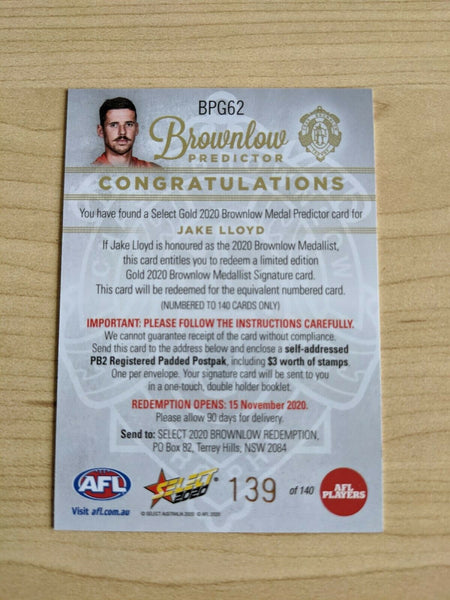 BPG62
Brownlow
PREDICTOR
CONGRATULATIONS
You have found a Select Gold 2020 Brownlow Medal Predictor card for
JAKE LLOYD
If Jake Lloyd is honoured as the 2020 Brownlow Medallist,
this card entitles you to redeem a limited edition
Gold 2020 Brownlow Medallist Signature card.
This card will be redeemed for the equivalent numbered card.
(NUMBERED TO 140 CARDS ONLY)
IMPORTANT: PLEASE FOLLOW THE INSTRUCTIONS CAREFULLY.
We cannot guarantee receipt of the card without compliance.
Send this card to the address below and enclose a self-addressed
PB2 Registered Padded Postpak, including $3 worth of stamps.
One per envelope. Your signature card will be sent to you
in a one-touch, double holder booklet.
REDEMPTION OPENS: 15 November 2020.
Please allow 90 days for delivery.
Send to: SELECT 2020 BROWNLOW REDEMPTION,
PO Box 82, Terrey Hills, NSW 2084
AFL
SELECT
2020
139 of 140
AFL
PLAYERS
Visit afl.com.au
© SELECT AUSTRALIA 2020 © AFL 2020